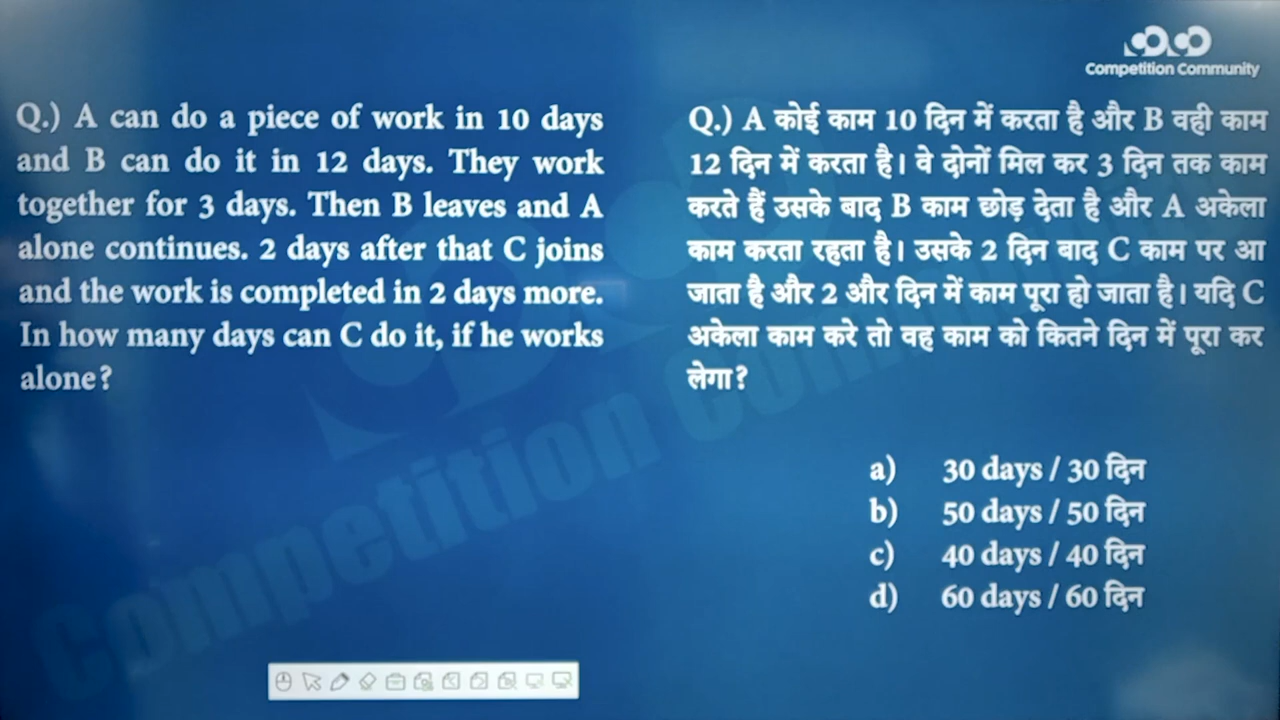 Competition Community
Q.) A can do a piece of work in 10 days
and B can do it in 12 days. They work
together for 3 days. Then B leaves and A
alone continues. 2 days after that C joins
and the work is completed in 2 days more.
In how many days can C do it, if he works
alone?
Q.) A कोई काम 10 दिन में करता है और B वही काम
12 दिन में करता है। वे दोनों मिल कर 3 दिन तक काम
करते हैं उसके बाद B काम छोड़ देता है और A अकेला
काम करता रहता है। उसके 2 दिन बाद C काम पर आ
जाता है और 2 और दिन में काम पूरा हो जाता है। यदि C
अकेला काम करे तो वह काम को कितने दिन में पूरा कर
लेगा?
a) 30 days / 30 दिन
b) 50 days / 50 दिन
c) 40 days / 40 दिन
d) 60 days / 60 दिन
Competition Community